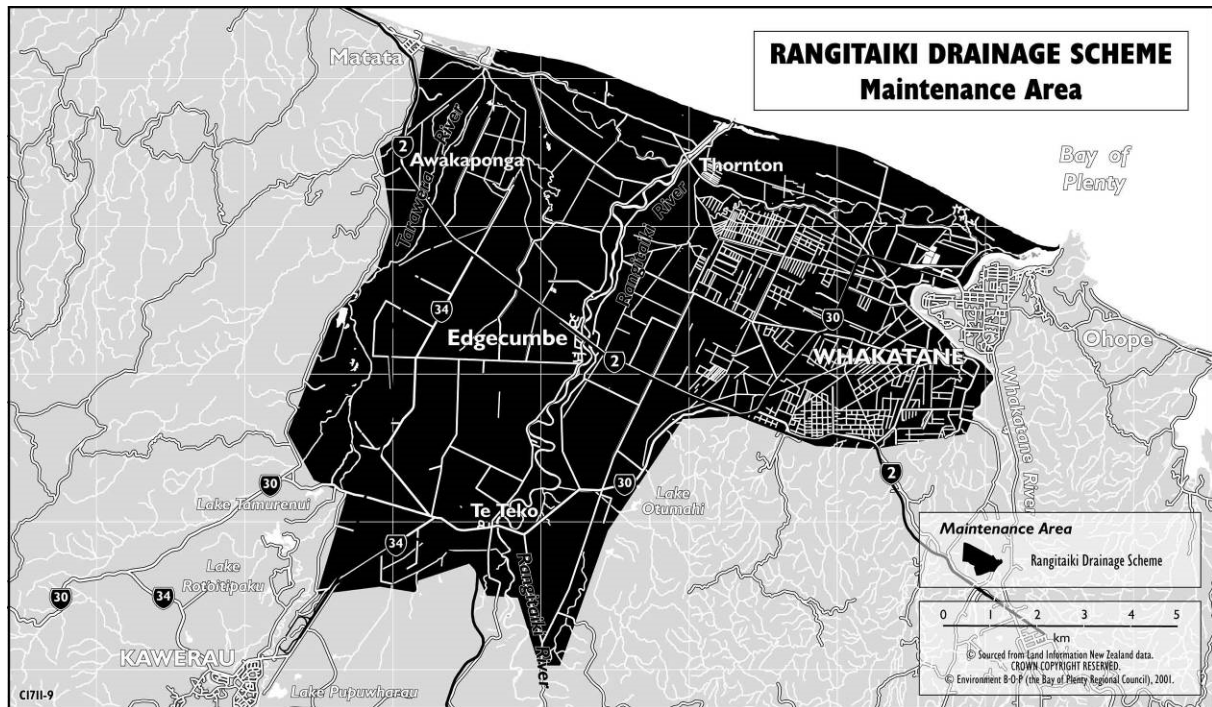 RANGITAIKI DRAINAGE SCHEME
Maintenance Area
Matata
Bay of
Plenty
2
Awakaponga
Thornton
Tarawera River
Rangitaiki River
34
30
Edgecumbe
2
WHAKATANE
Ohope
Whakatane River
30
Lake Tamurenui
30
Lake
Otumahi
2
Te Teko
34
Rangitaiki River
Lake
Rotoitipaku
30
34
KAWERAU
Lake Pupuwharau
Maintenance Area
Rangitaiki Drainage Scheme
0 1 2 3 4 5
km
© Sourced from Land Information New Zealand data.
CROWN COPYRIGHT RESERVED.
© Environment B·O·P (the Bay of Plenty Regional Council), 2001.
C1711-9